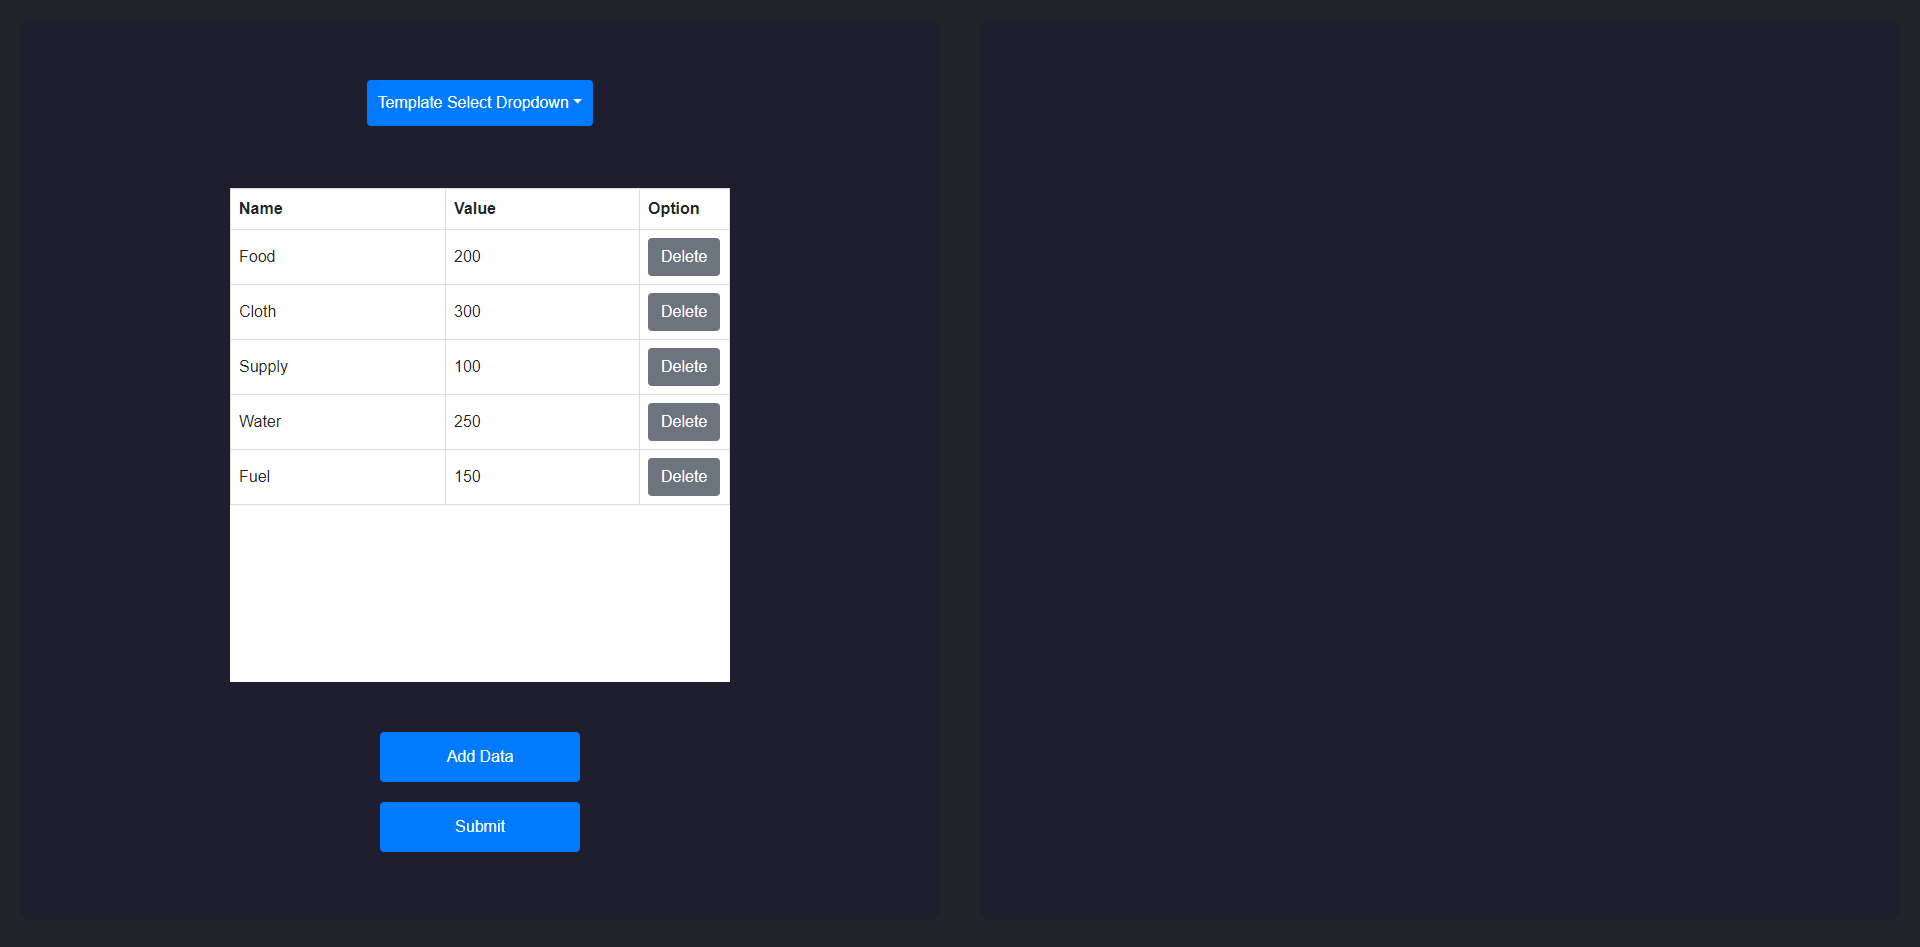 Template Select Dropdown
Name Value Option
Food 200 Delete
Cloth 300 Delete
Supply 100 Delete
Water 250 Delete
Fuel 150 Delete
Add Data
Submit